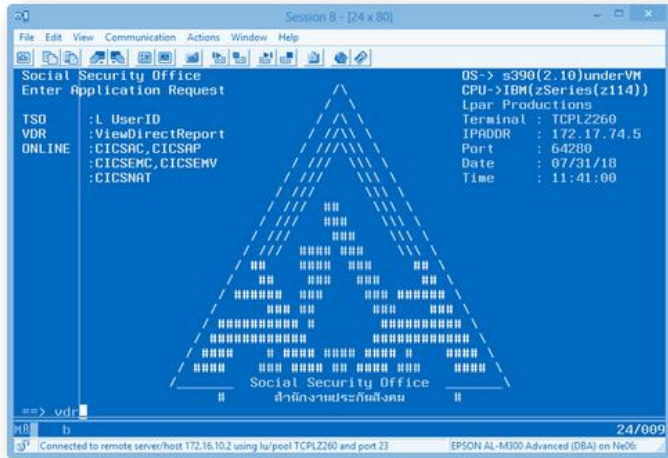 Session B - [24 x 80]
File Edit View Communication Actions Window Help
Social Security Office OS-> s390(2.10)underVM
Enter Application Request CPU->IBM(zSeries(z114))
Lpar Productions
TSO :L UserID Terminal : TCPLZ260
VDR :ViewDirectReport IPADDR : 172.17.74.5
ONLINE :CICSAC,CICSAP Port : 64280
:CICSEMC,CICSEMV Date : 07/31/18
:CICSNAT Time : 11:41:00
Social Security Office
สำนักงานประกันสังคม
==> vdr
MA b 24/009
Connected to remote server/host 172.16.10.2 using lu/pool TCPLZ260 and port 23 EPSON AL-M300 Advanced (DBA) on Ne06: